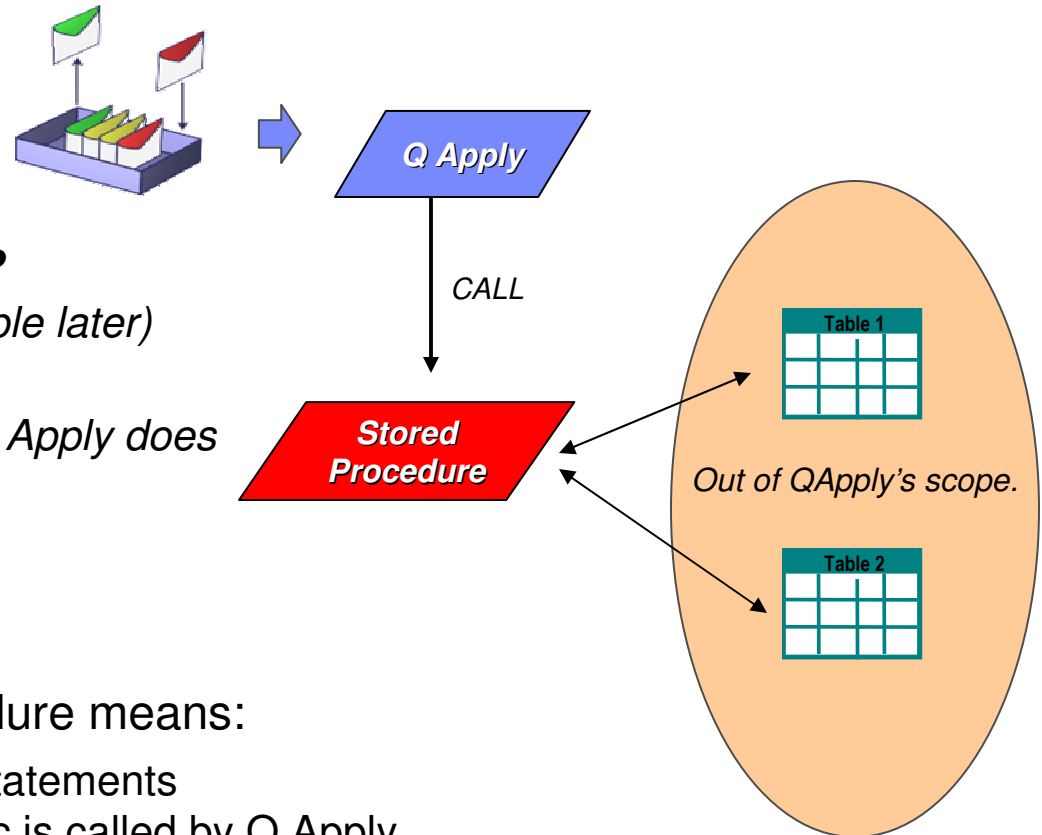 Q Apply
?
CALL
ple later)
Table 1
Apply does
Stored
Procedure
Out of QApply's scope.
Table 2
dure means:
tatements
c is called by Q Apply